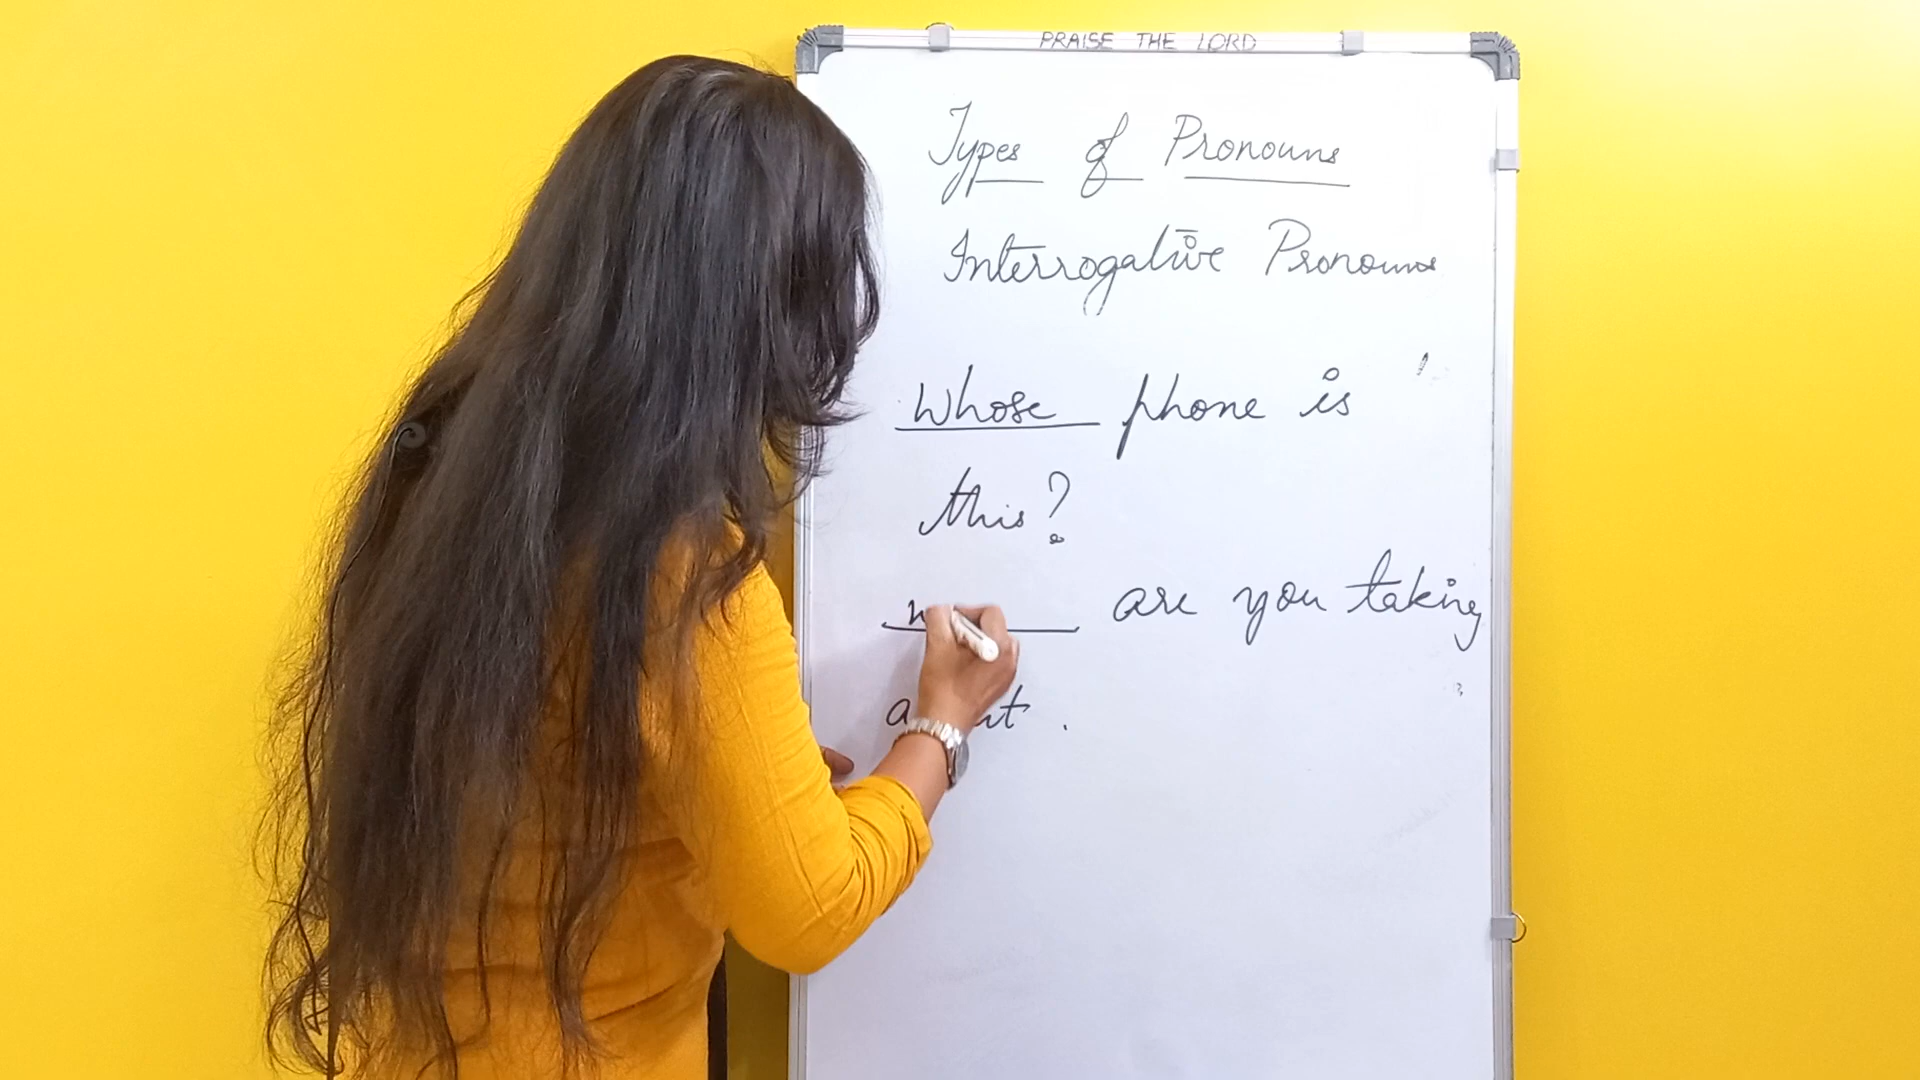 PRAISE THE LORD
Types of Pronouns
Interrogative Pronouns
Whose phone is
this?
are you taking
.